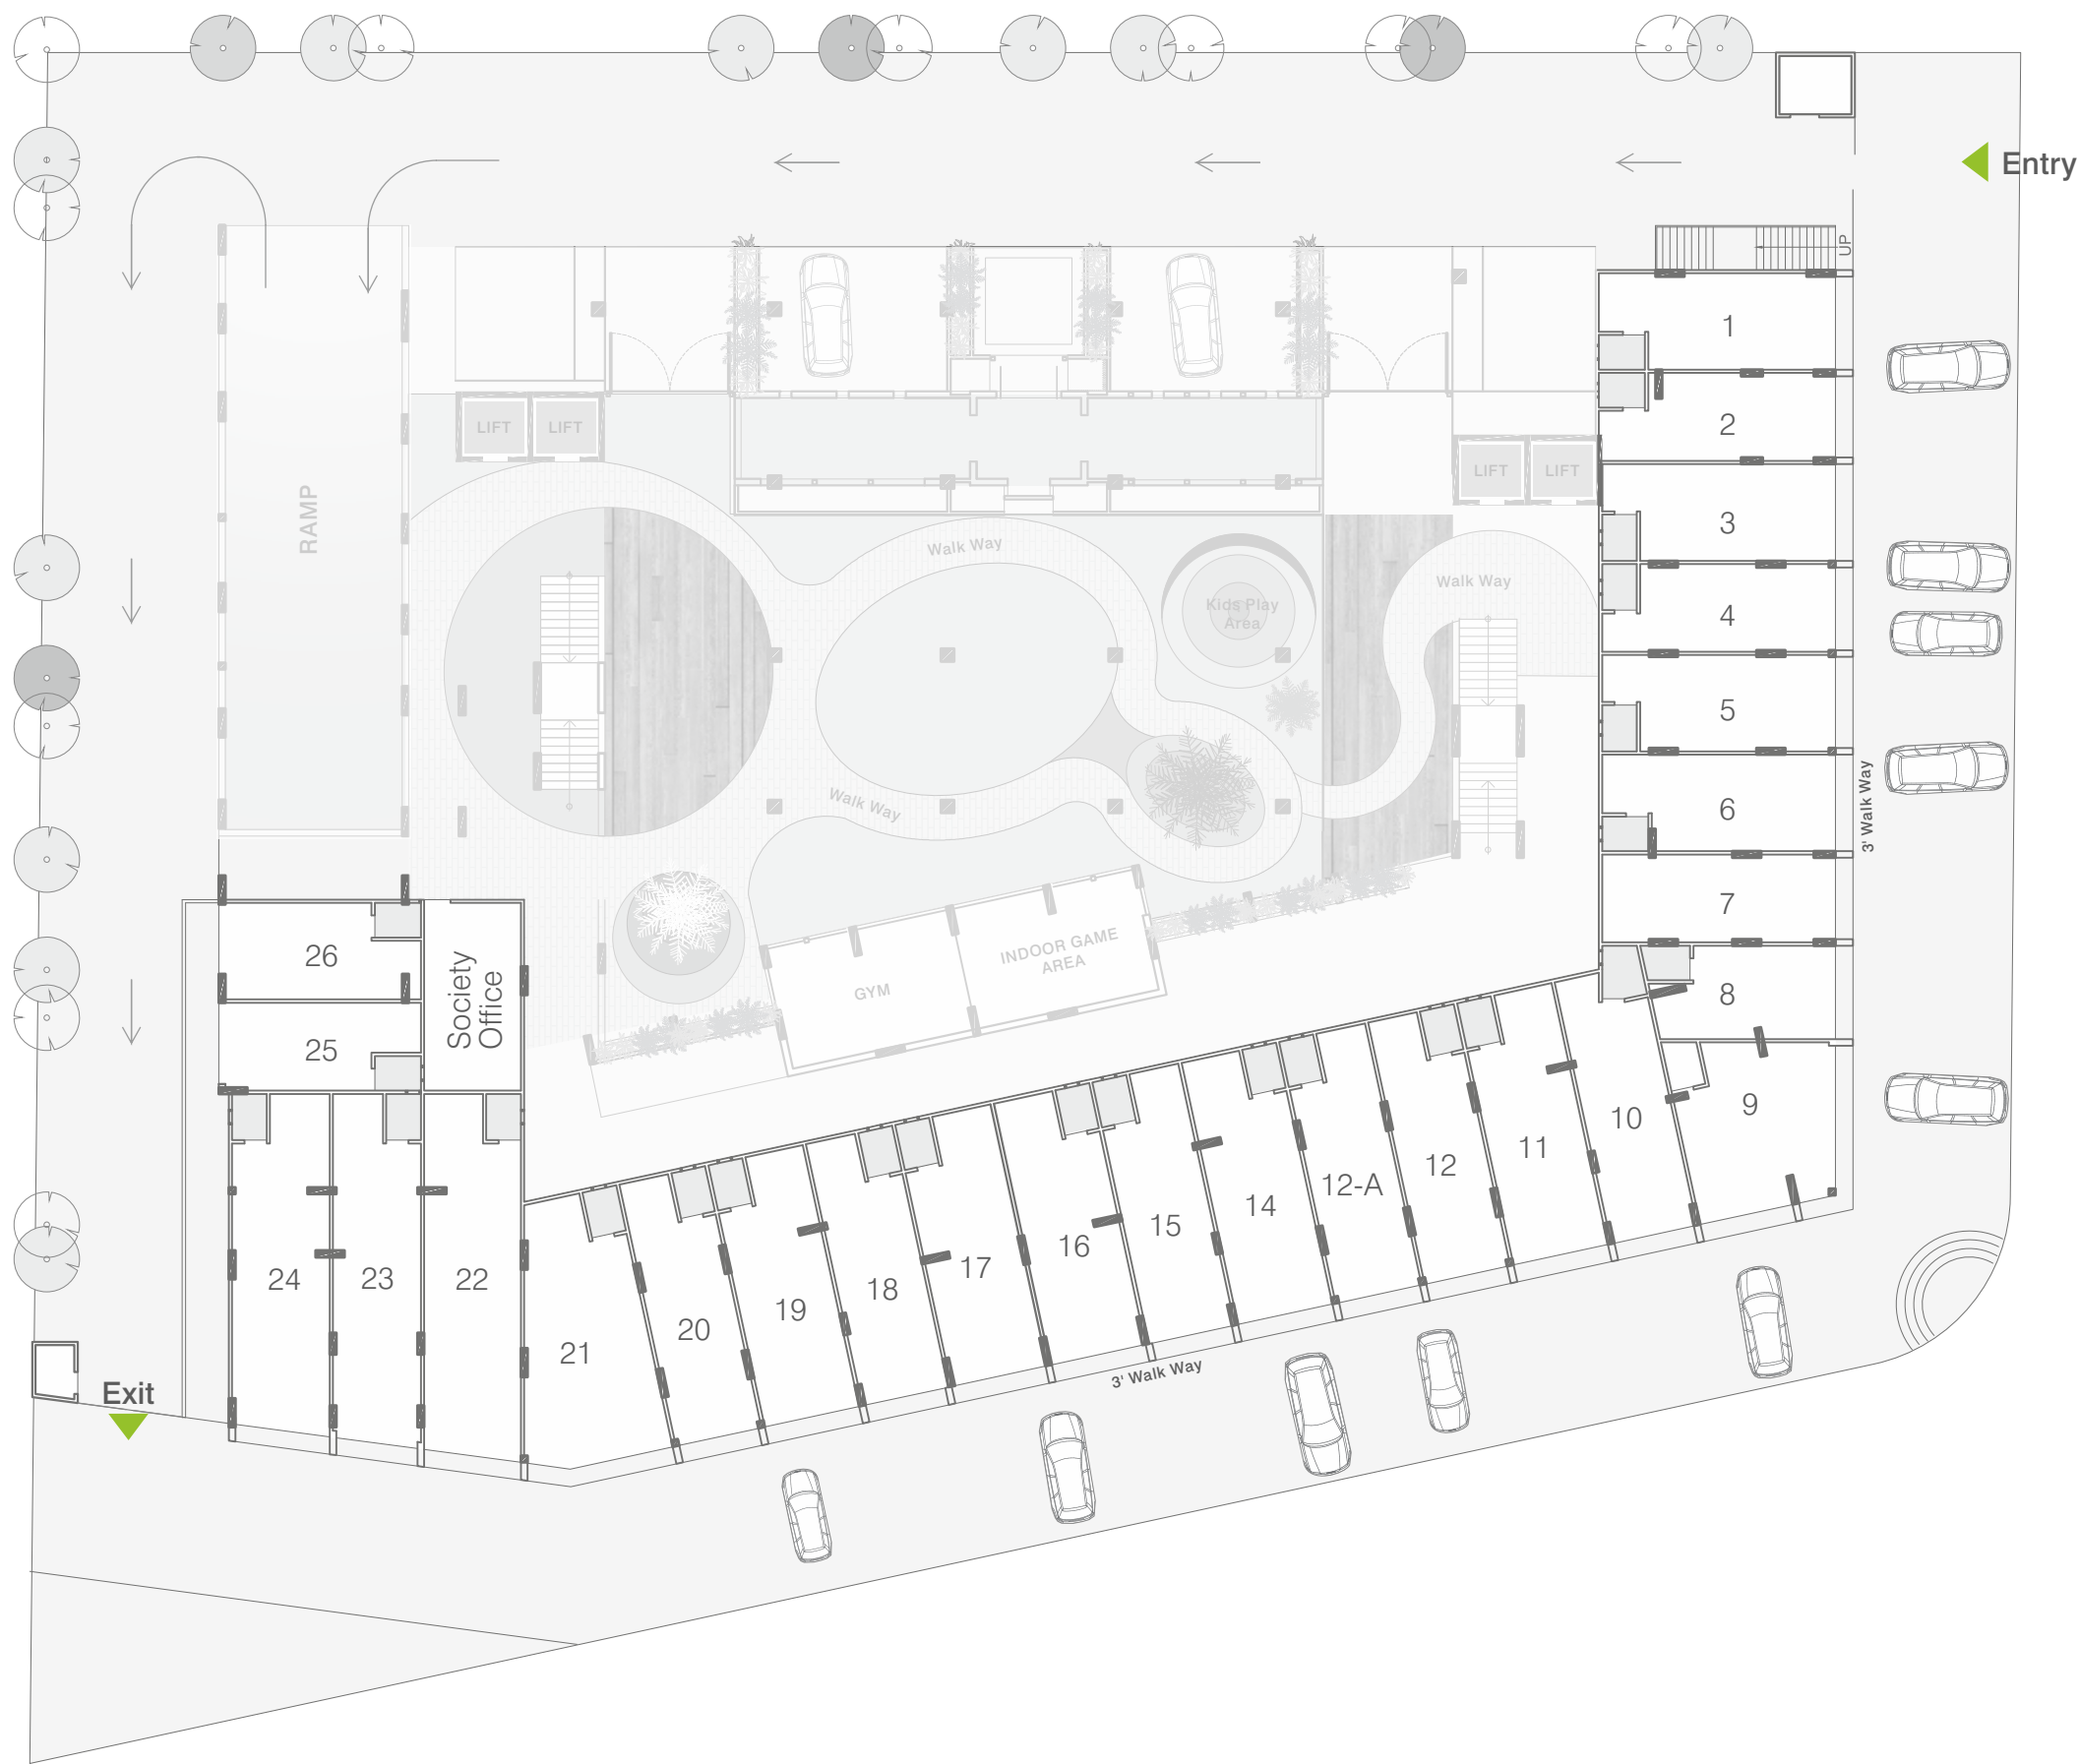 Entry
UP
1
2
LIFT
LIFT
LIFT
LIFT
RAMP
3
Walk Way
Walk Way
Kids Play
Area
4
5
6
3' Walk Way
Walk Way
7
26
Society
Office
INDOOR GAME
AREA
GYM
8
25
9
10
11
12
12-A
14
15
16
17
18
19
20
21
22
23
24
3' Walk Way
Exit